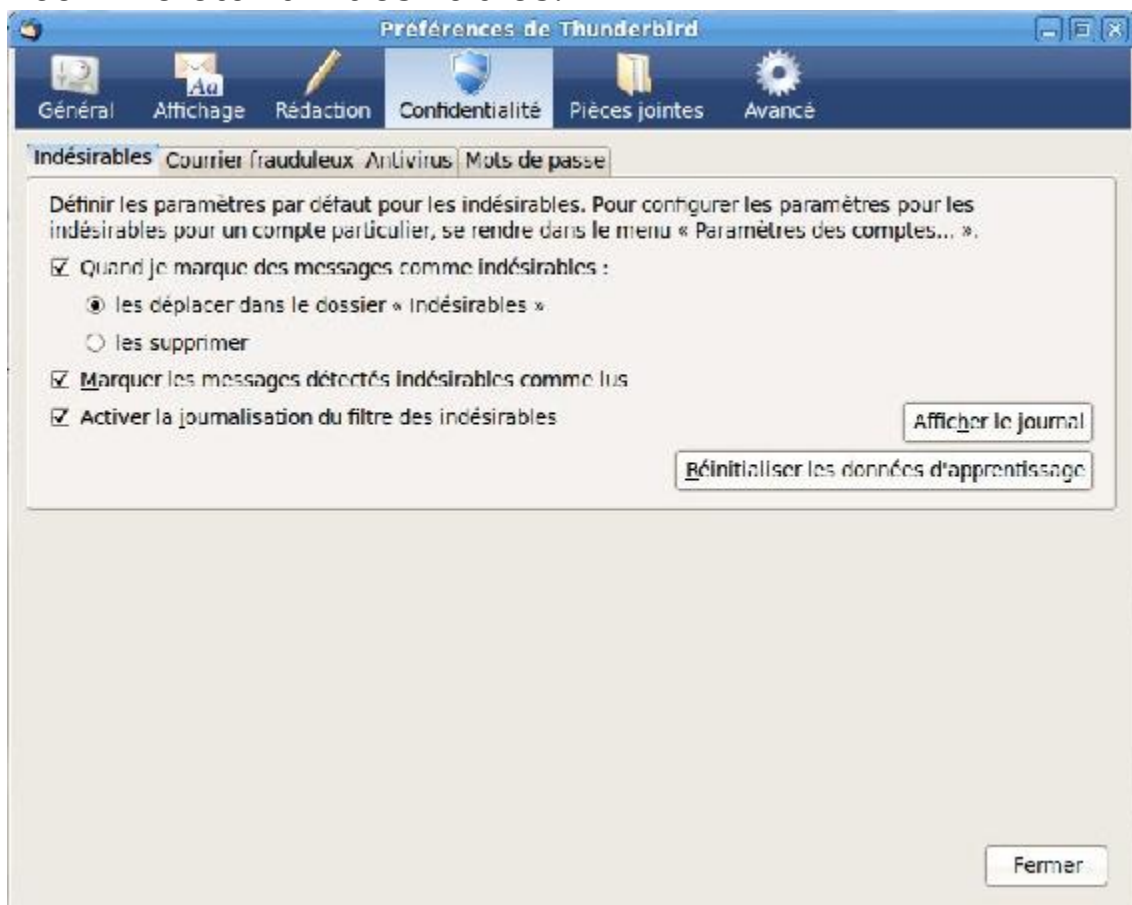 Préférences de Thunderbird
Général Affichage Rédaction Confidentialité Pièces jointes Avancé
Indésirables Courrier frauduleux Antivirus Mots de passe
Définir les paramètres par défaut pour les indésirables. Pour configurer les paramètres pour les
indésirables pour un compte particulier, se rendre dans le menu « Paramètres des comptes... ».
Quand je marque des messages comme indésirables :
les déplacer dans le dossier « Indésirables »
les supprimer
Marquer les messages détectés indésirables comme lus
Activer la journalisation du filtre des indésirables
Afficher le journal
Réinitialiser les données d'apprentissage
Fermer